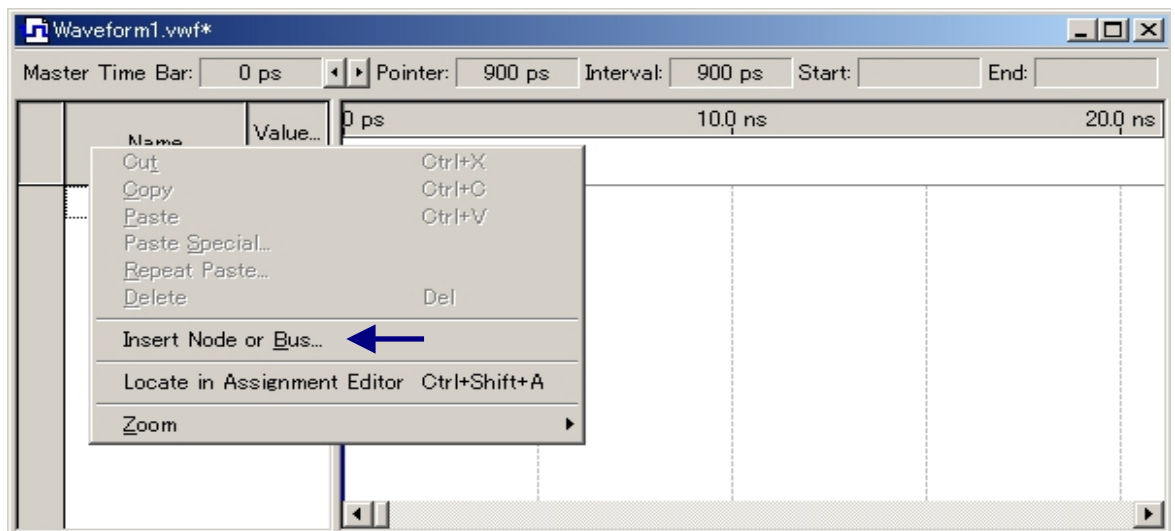 Waveform1.vwf*
Master Time Bar: 0 ps Pointer: 900 ps Interval: 900 ps Start: End:
Name Value... 0 ps 10.0 ns 20.0 ns
Cut Ctrl+X
Copy Ctrl+C
Paste Ctrl+V
Paste Special...
Repeat Paste...
Delete Del
Insert Node or Bus...
Locate in Assignment Editor Ctrl+Shift+A
Zoom